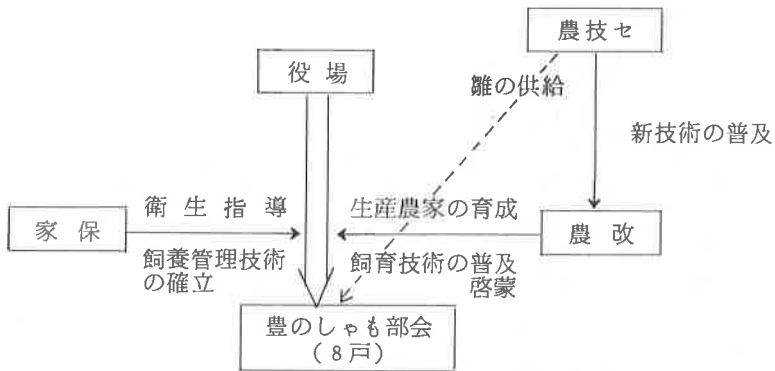 農技セ
役場
雛の供給
新技術の普及
衛生指導
生産農家の育成
家保
農改
飼養管理技術
の確立
飼育技術の普及
啓蒙
豊のしゃも部会
(8戸)